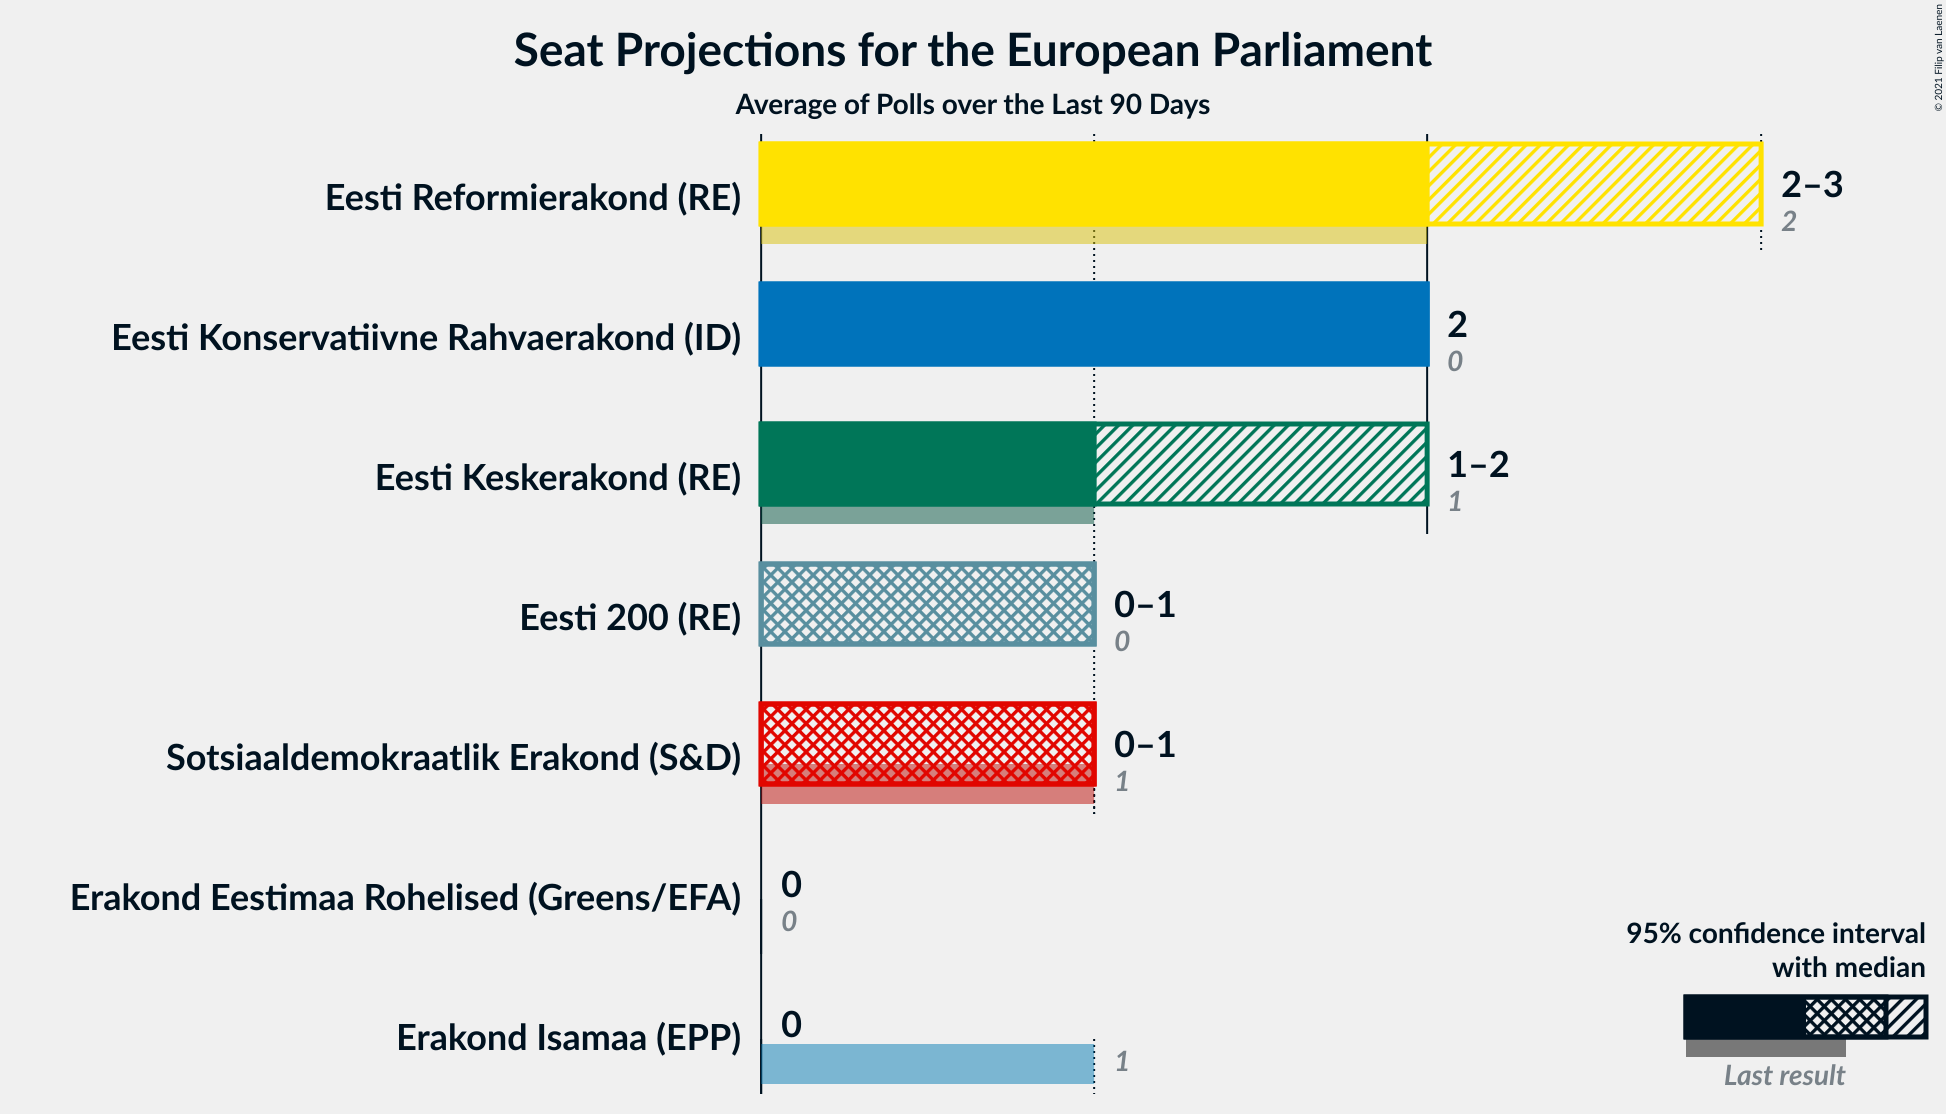 Seat Projections for the European Parliament
Average of Polls over the Last 90 Days
© 2021 Filip van Laenen
Eesti Reformierakond (RE)
2–3
2
Eesti Konservatiivne Rahvaerakond (ID)
2
0
Eesti Keskerakond (RE)
1–2
1
Eesti 200 (RE)
0–1
0
Sotsiaaldemokraatlik Erakond (S&D)
0–1
1
Erakond Eestimaa Rohelised (Greens/EFA)
0
0
Erakond Isamaa (EPP)
0
1
95% confidence interval
with median
Last result